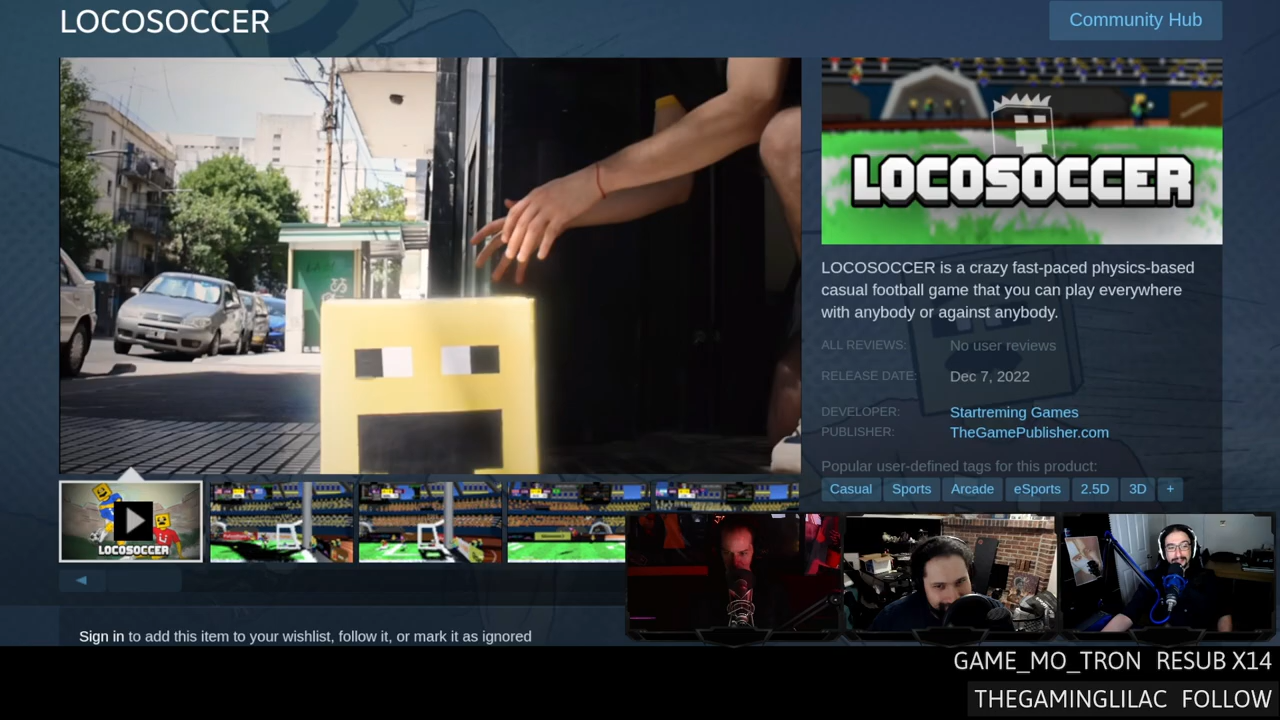 LOCOSOCCER
Community Hub
LOCOSOCCER
LOCOSOCCER is a crazy fast-paced physics-based
casual football game that you can play everywhere
with anybody or against anybody.
ALL REVIEWS: No user reviews
RELEASE DATE: Dec 7, 2022
DEVELOPER: Startreming Games
PUBLISHER: TheGamePublisher.com
Popular user-defined tags for this product:
Casual Sports Arcade eSports 2.5D 3D +
LOCOSOCCER
Sign in to add this item to your wishlist, follow it, or mark it as ignored
GAME_MO_TRON RESUB X14
THEGAMINGLILAC FOLLOW